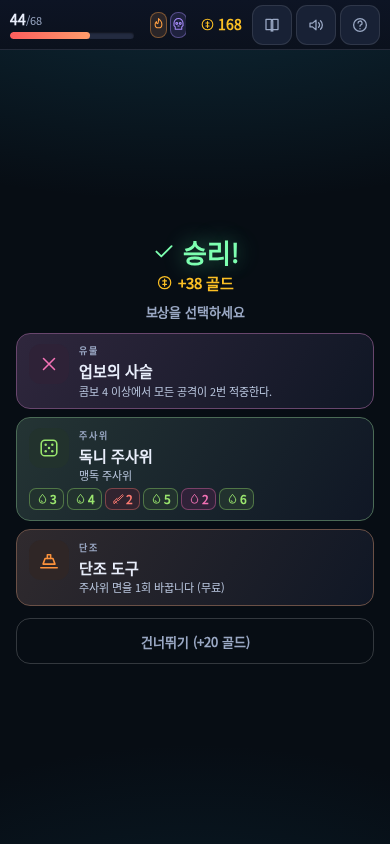 44/68
168
승리!
+38 골드
보상을 선택하세요
유물
업보의 사슬
콤보 4 이상에서 모든 공격이 2번 적중한다.
주사위
독니 주사위
맹독 주사위
3 4 2 5 2 6
단조
단조 도구
주사위 면을 1회 바꿉니다 (무료)
건너뛰기 (+20 골드)